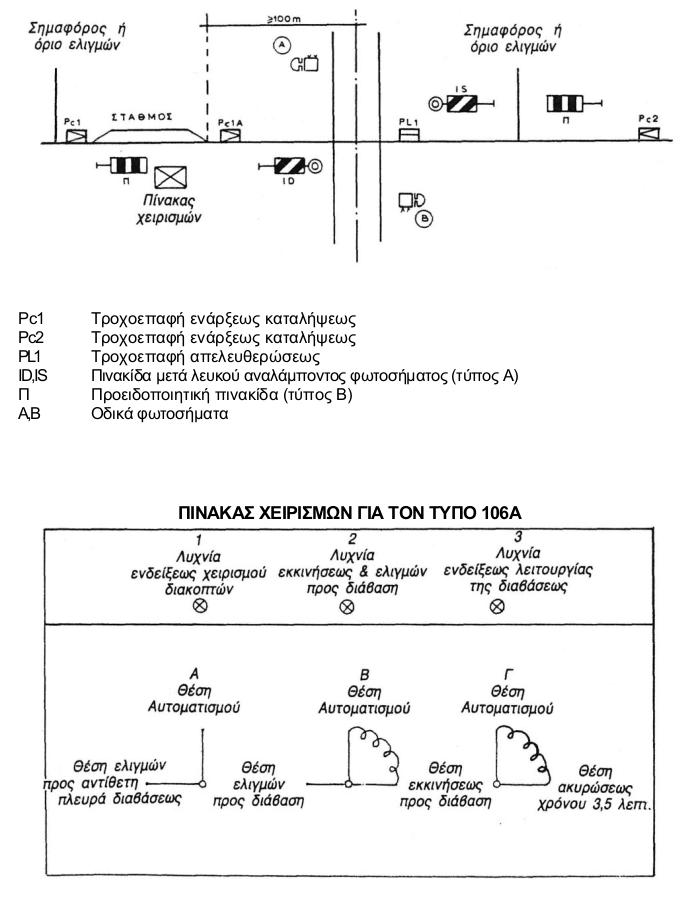 Σημαφόρος ή
όριο ελιγμών
≥100m
A
Σημαφόρος ή
όριο ελιγμών
IS
Π
Pc1
ΣΤΑΘΜΟΣ
Pc1A
PL1
Pc2
Π
ID
Πίνακας
χειρισμών
B
Pc1 Τροχοεπαφή ενάρξεως καταλήψεως
Pc2 Τροχοεπαφή ενάρξεως καταλήψεως
PL1 Τροχοεπαφή απελευθερώσεως
ID,IS Πινακίδα μετά λευκού αναλάμποντος φωτοσήματος (τύπος Α)
Π Προειδοποιητική πινακίδα (τύπος Β)
Α,Β Οδικά φωτοσήματα
ΠΙΝΑΚΑΣ ΧΕΙΡΙΣΜΩΝ ΓΙΑ ΤΟΝ ΤΥΠΟ 106Α
1
Λυχνία
ενδείξεως χειρισμού
διακοπτών
2
Λυχνία
εκκινήσεως & ελιγμών
προς διάβαση
3
Λυχνία
ενδείξεως λειτουργίας
της διαβάσεως
Α
Θέση
Αυτοματισμού
Β
Θέση
Αυτοματισμού
Γ
Θέση
Αυτοματισμού
Θέση ελιγμών
προς αντίθετη
πλευρά διαβάσεως
Θέση
ελιγμών
προς διάβαση
Θέση
εκκινήσεως
προς διάβαση
Θέση
ακυρώσεως
χρόνου 3,5 λεπ.